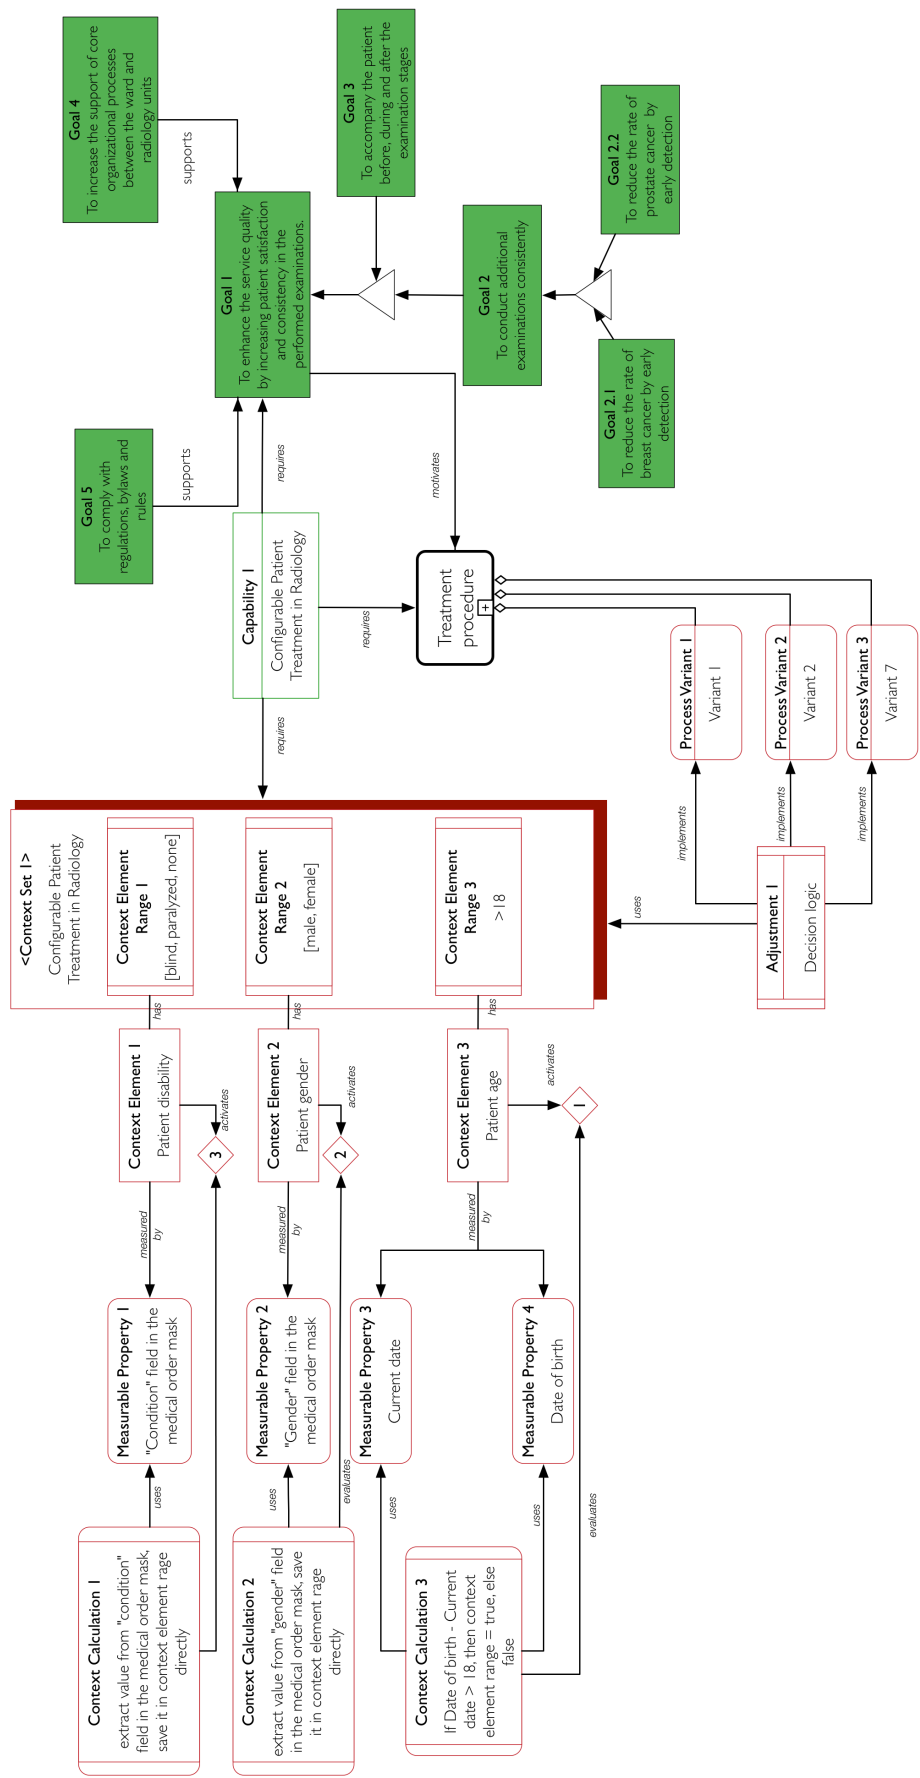 Goal 4
To increase the support of core
organizational processes
between the ward and
radiology units
supports
Goal 5
To comply with
regulations, bylaws and
rules
supports
Goal 1
To enhance the service quality
by increasing patient satisfaction
and consistency in the
performed examinations.
Goal 3
To accompany the patient
before, during and after the
examination stages
Goal 2
To conduct additional
examinations consistently
Goal 2.2
To reduce the rate of
prostate cancer by
early detection
Goal 2.1
To reduce the rate of
breast cancer by early
detection
requires
motivates
Capability 1
Configurable Patient
Treatment in Radiology
requires
requires
Treatment
procedure
+
Process Variant 1
Variant 1
Process Variant 2
Variant 2
Process Variant 3
Variant 7
implements
implements
implements
Adjustment 1
Decision logic
uses
<Context Set 1>
Configurable Patient
Treatment in Radiology
Context Element
Range 1
[blind, paralyzed, none]
Context Element
Range 2
[male, female]
Context Element
Range 3
>18
has
has
has
Context Element 1
Patient disability
Context Element 2
Patient gender
Context Element 3
Patient age
activates
activates
activates
3
2
1
measured
by
measured
by
measured
by
Measurable Property 1
"Condition" field in the
medical order mask
Measurable Property 2
"Gender" field in the
medical order mask
Measurable Property 3
Current date
Measurable Property 4
Date of birth
uses
uses
evaluates
uses
uses
evaluates
Context Calculation 1
extract value from "condition"
field in the medical order mask,
save it in context element rage
directly
Context Calculation 2
extract value from "gender" field
in the medical order mask, save
it in context element rage
directly
Context Calculation 3
If Date of birth - Current
date > 18, then context
element range = true, else
false